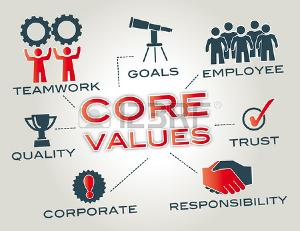 GOALS
EMPLOYEE
TEAMWORK
CORE
VALUES
QUALITY
TRUST
CORPORATE
RESPONSIBILITY